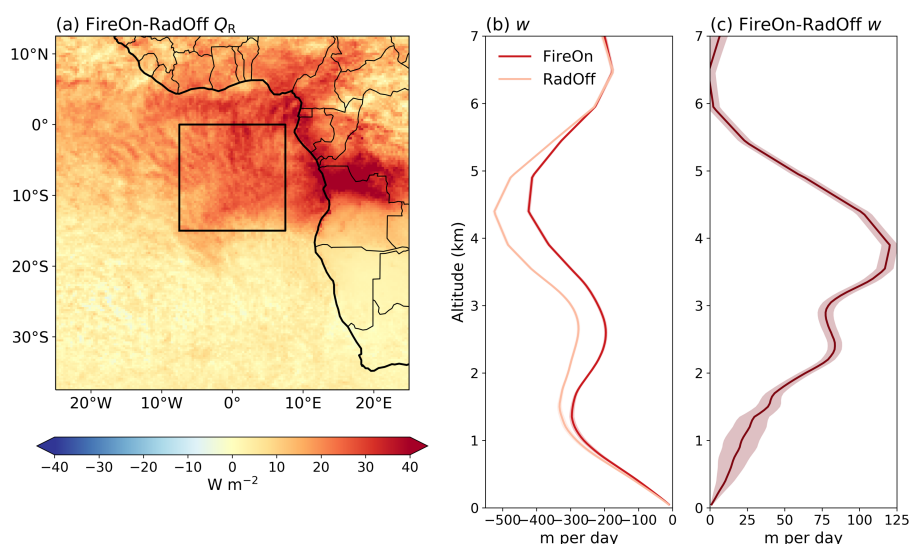 (a) FireOn-RadOff Q_R
10°N
0°
10°S
20°S
30°S
20°W 10°W 0° 10°E 20°E
−40 −30 −20 −10 0 10 20 30 40
W m⁻²
(b) w
FireOn
RadOff
Altitude (km)
7
6
5
4
3
2
1
0
−500−400−300−200−100 0
m per day
(c) FireOn-RadOff w
7
6
5
4
3
2
1
0
0 25 50 75 100 125
m per day